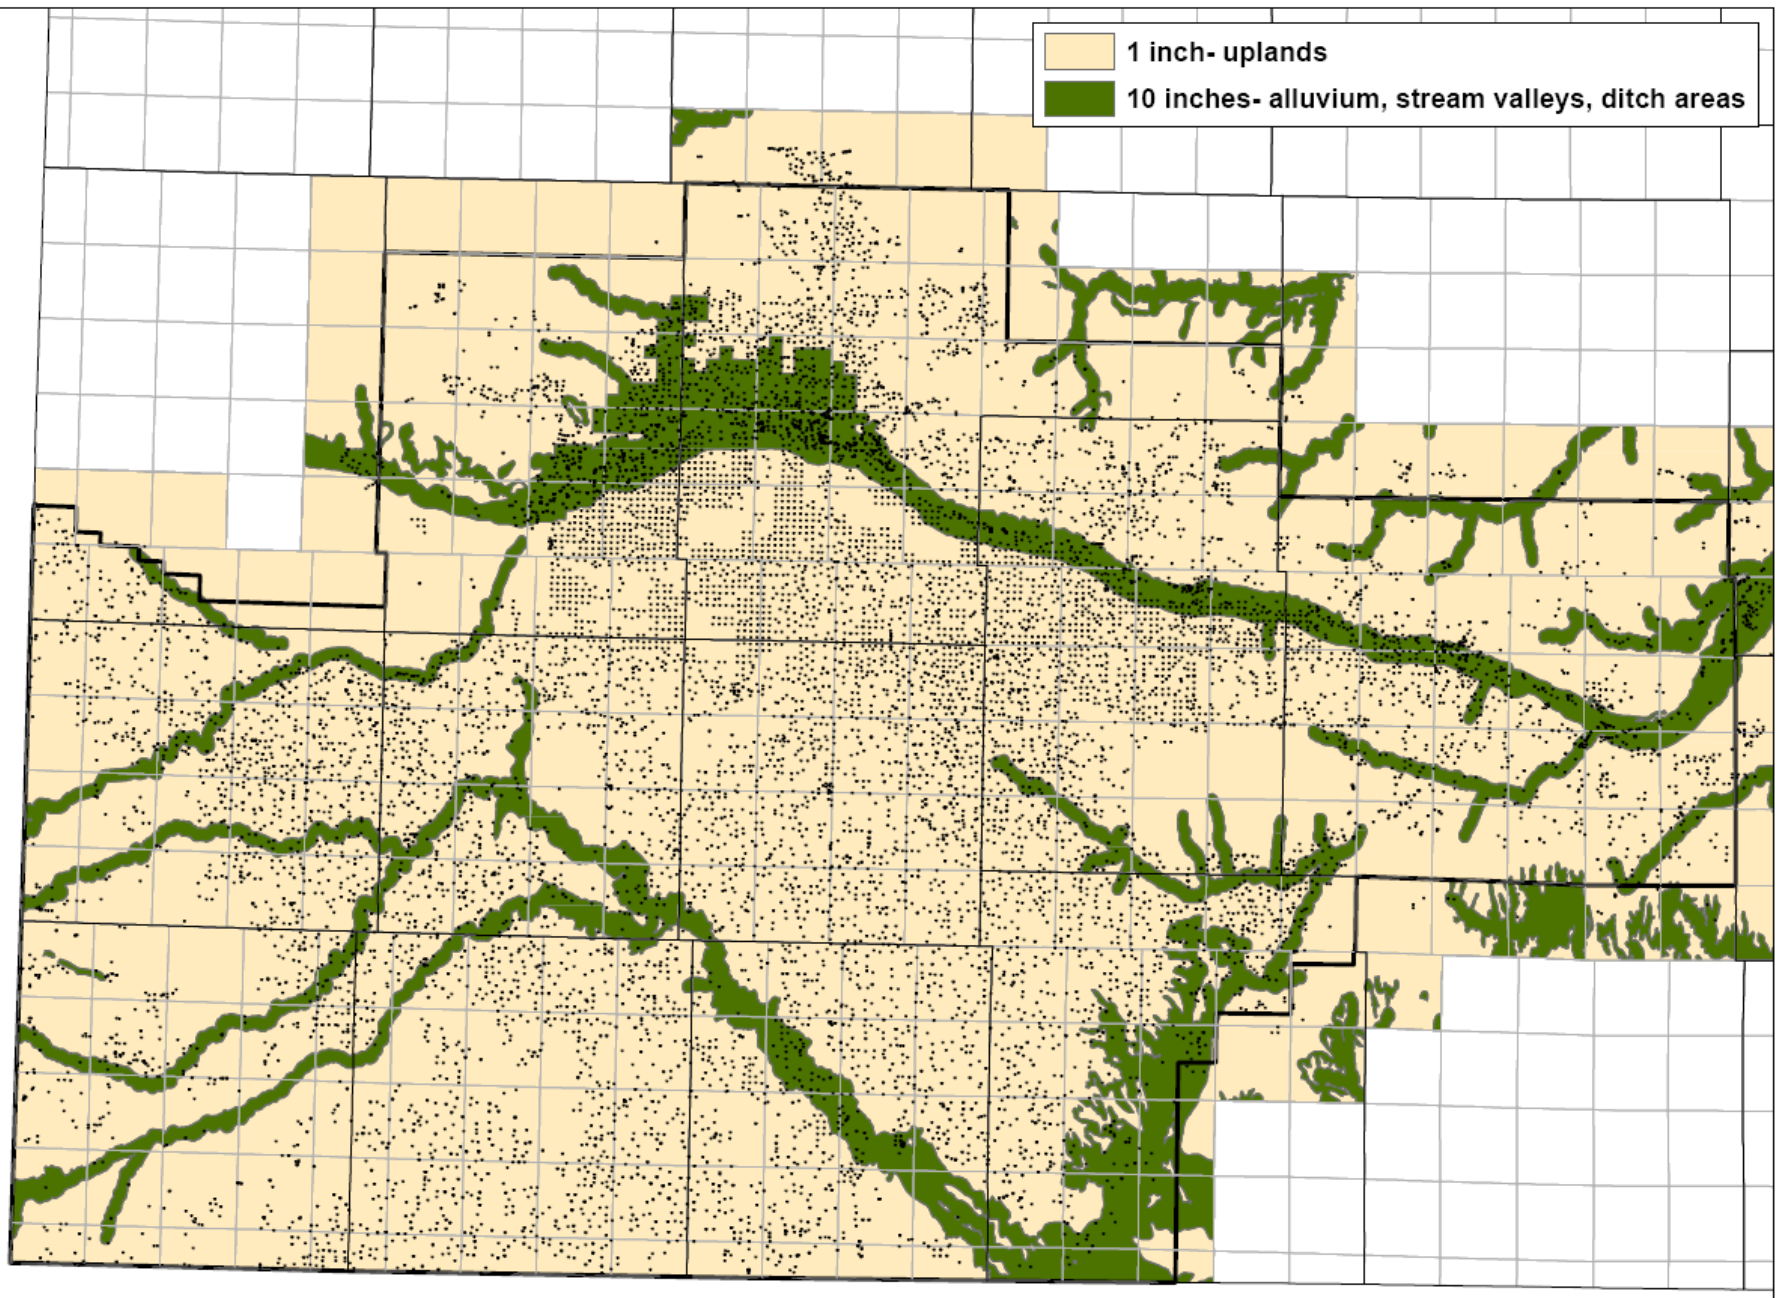 1 inch- uplands
10 inches- alluvium, stream valleys, ditch areas